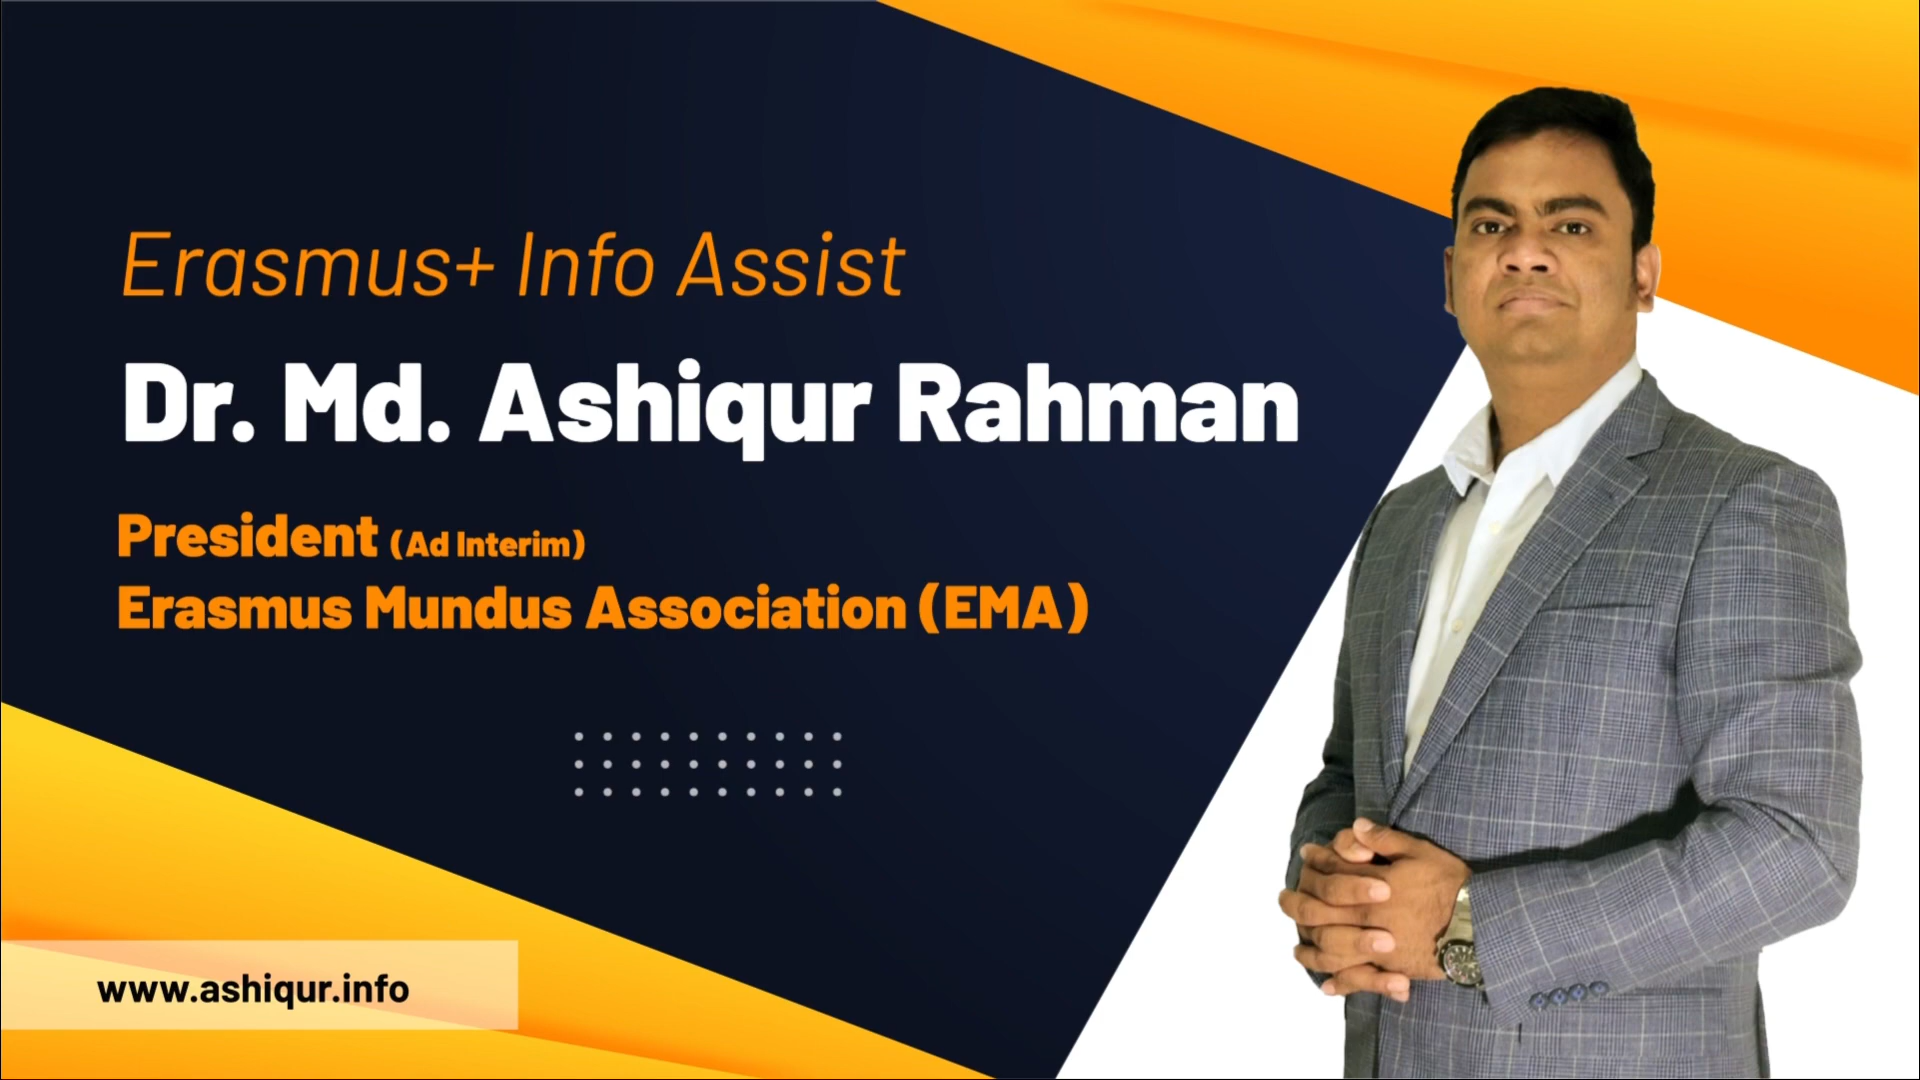 Erasmus+ Info Assist
Dr. Md. Ashiqur Rahman
President (Ad Interim)
Erasmus Mundus Association (EMA)
www.ashiqur.info